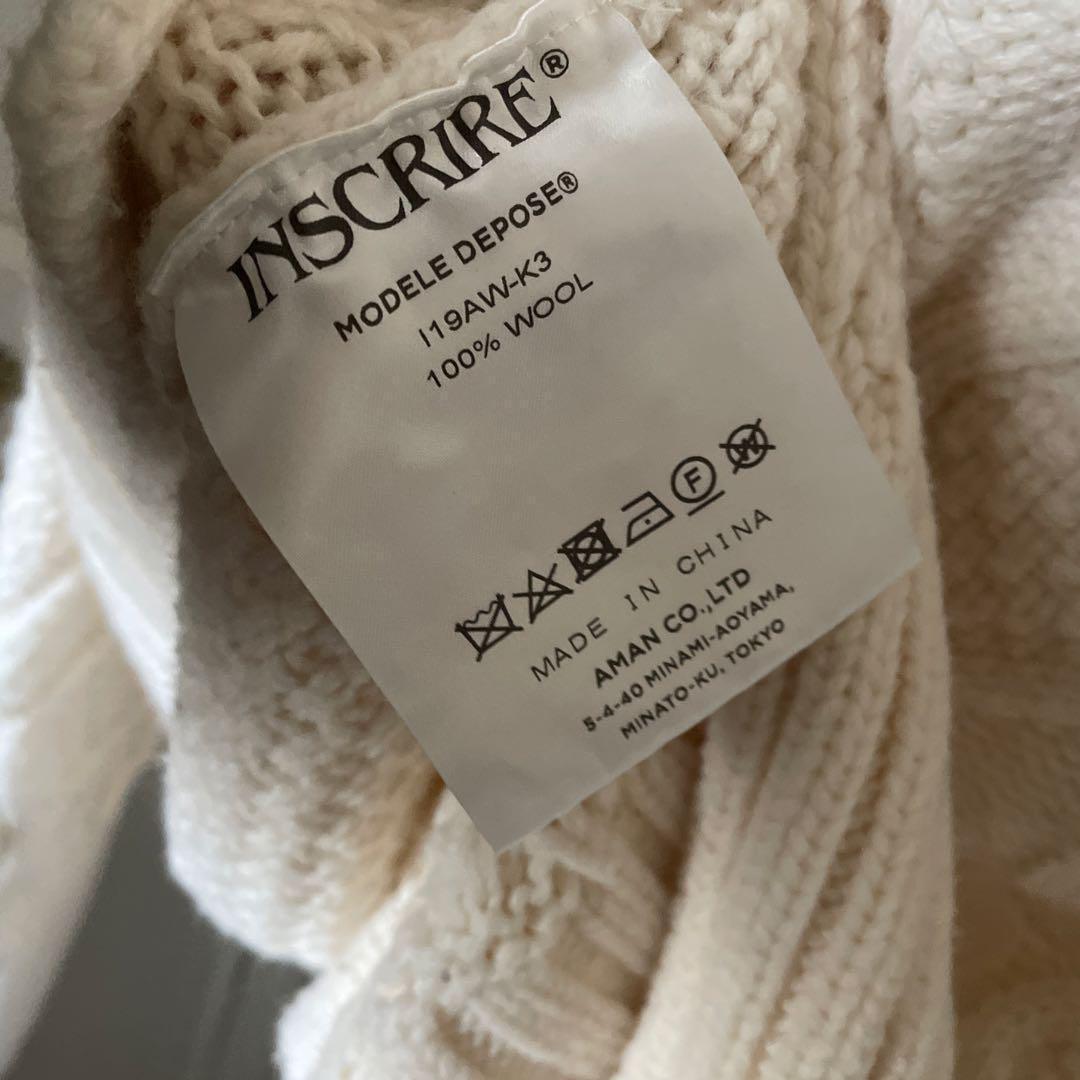 INSCRIRE®
MODELE DEPOSE®
I19AW-K3
100% WOOL
F W
MADE IN CHINA
AMAN CO.,LTD
5-4-40 MINAMI-AOYAMA,
MINATO-KU, TOKYO